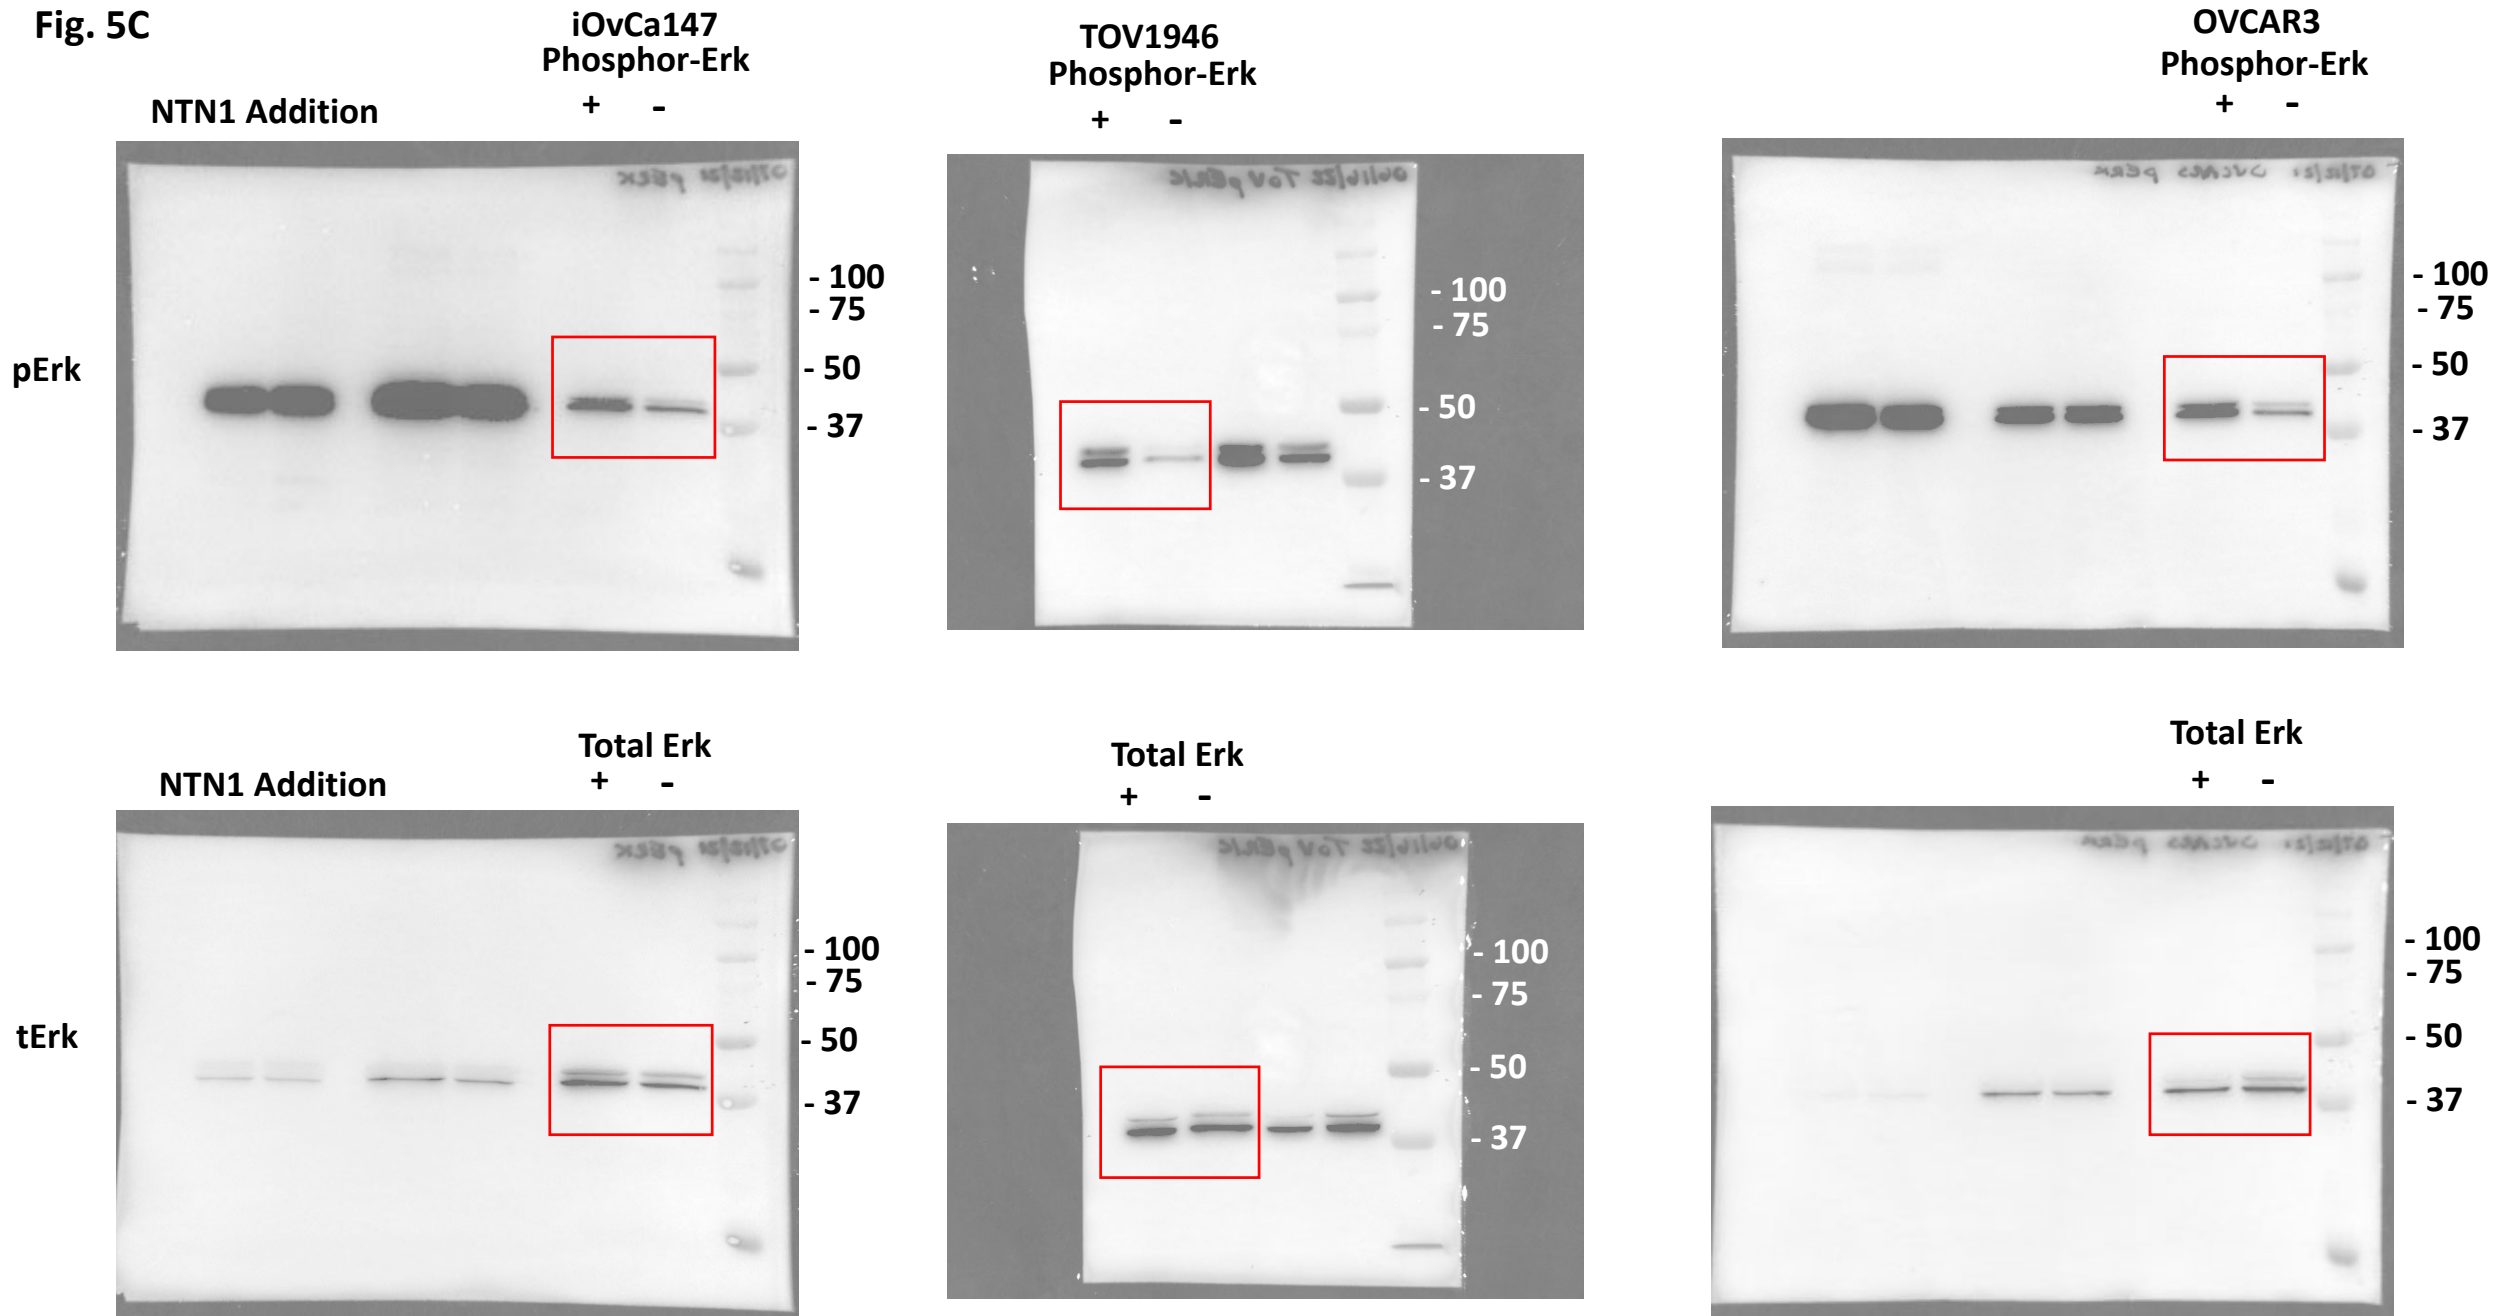 Fig. 5C
iOvCa147
Phosphor-Erk
+ -
NTN1 Addition
TOV1946
Phosphor-Erk
+ -
OVCAR3
Phosphor-Erk
+ -
pErk
- 100
- 75
- 50
- 37
- 100
- 75
- 50
- 37
- 100
- 75
- 50
- 37
Total Erk
+ -
NTN1 Addition
Total Erk
+ -
Total Erk
+ -
tErk
- 100
- 75
- 50
- 37
- 100
- 75
- 50
- 37
- 100
- 75
- 50
- 37